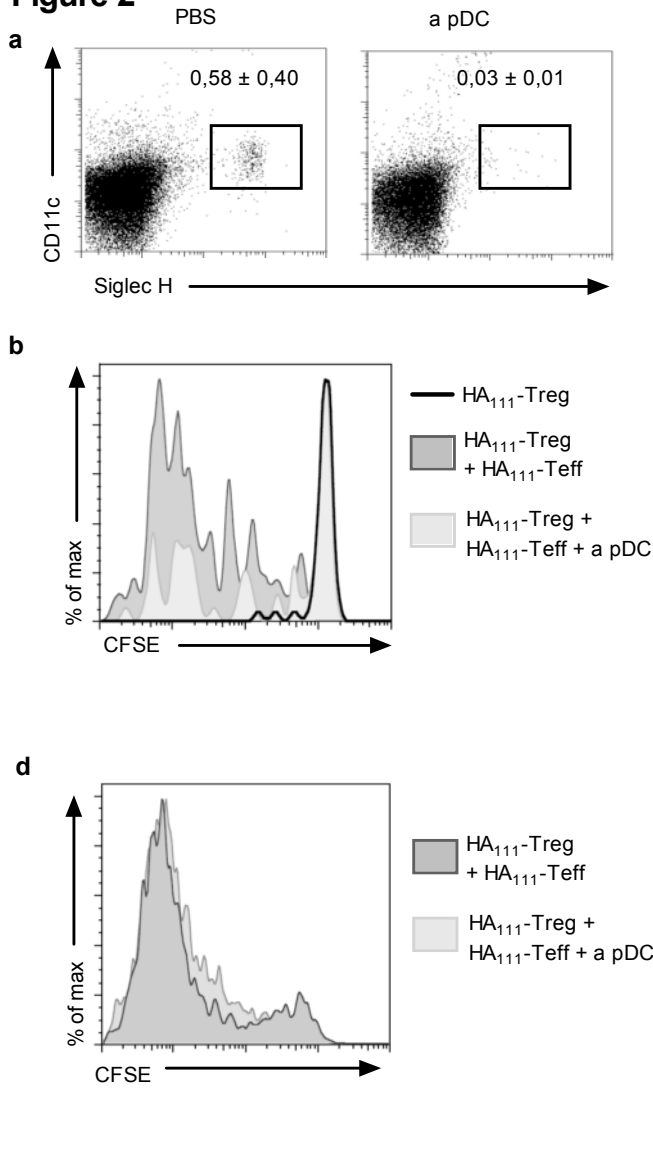 Figure 2
PBS
a pDC
a
0,58 ± 0,40
0,03 ± 0,01
CD11c
Siglec H
b
HA111-Treg
HA111-Treg
+ HA111-Teff
HA111-Treg +
HA111-Teff + a pDC
% of max
CFSE
d
HA111-Treg
+ HA111-Teff
HA111-Treg +
HA111-Teff + a pDC
% of max
CFSE